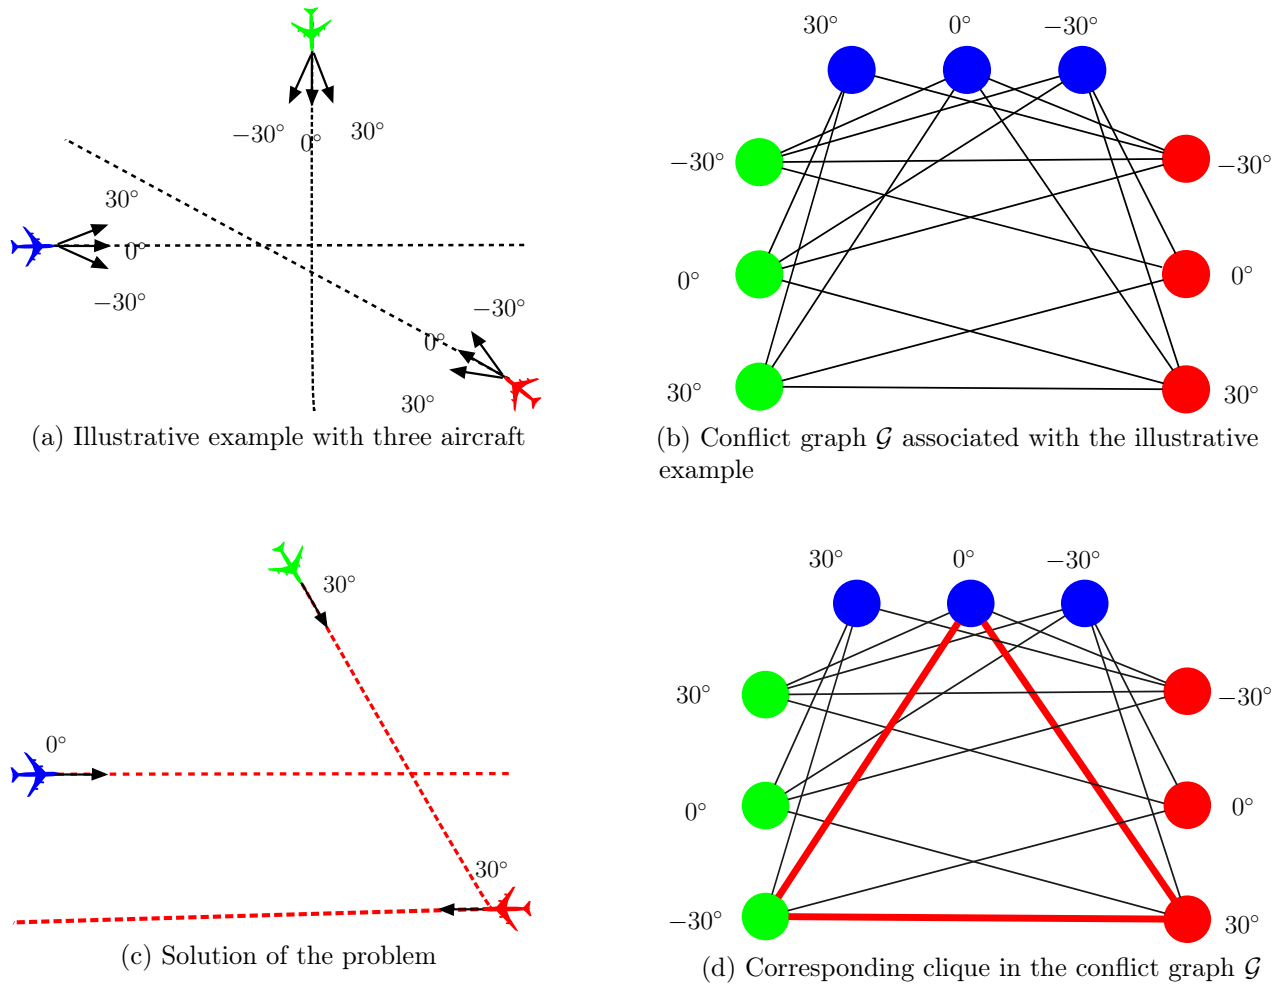 −30° 0° 30°
30°
0°
−30°
−30°
0°
30°
(a) Illustrative example with three aircraft
30° 0° −30°
−30° −30°
0° 0°
30° 30°
(b) Conflict graph 𝒢 associated with the illustrative
example
30°
0°
30°
(c) Solution of the problem
30° 0° −30°
30° −30°
0° 0°
−30° 30°
(d) Corresponding clique in the conflict graph 𝒢